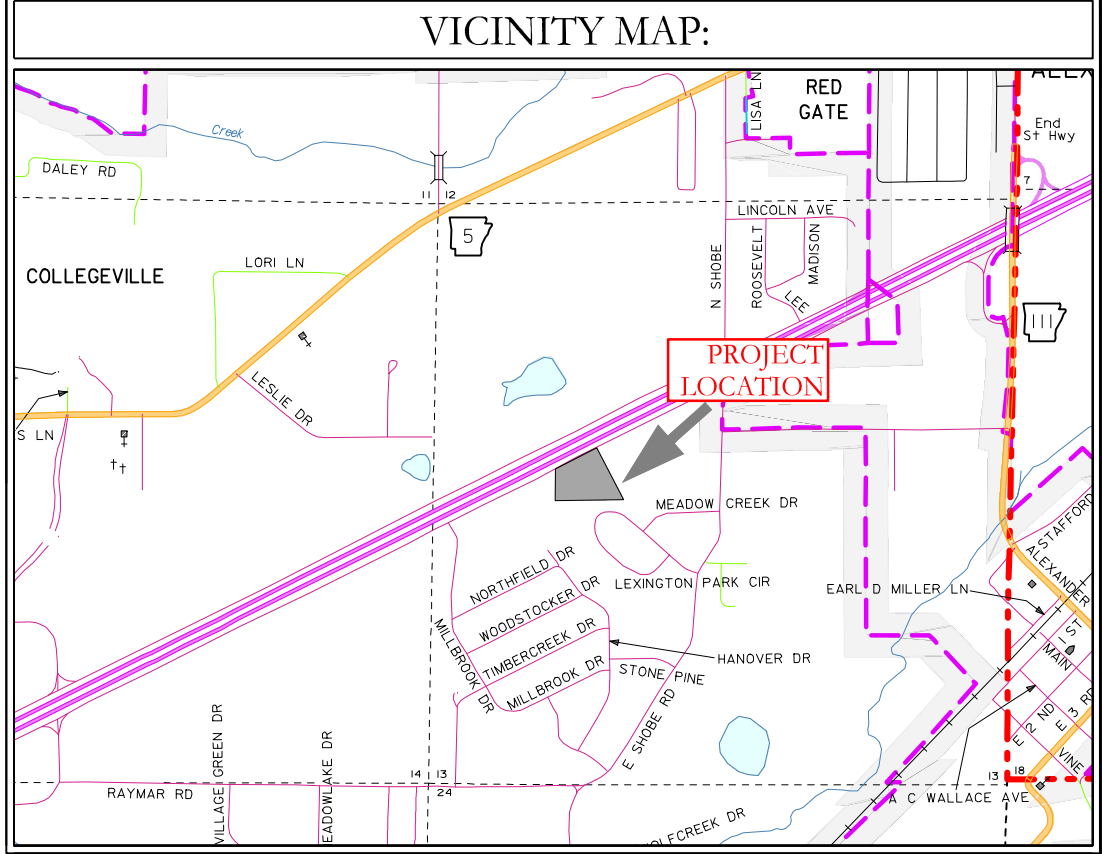 VICINITY MAP:
RED
GATE
LISA LN
End
St Hwy
7
Creek
DALEY RD
11 12
5
LINCOLN AVE
N SHOBE
ROOSEVELT
MADISON
LEE
COLLEGEVILLE
LORI LN
111
PROJECT
LOCATION
LESLIE DR
S LN
MEADOW CREEK DR
STAFFORD
ALEXANDER
NORTHFIELD DR
LEXINGTON PARK CIR
EARL D MILLER LN
WOODSTOCKER DR
MILLBROOK DR
TIMBERCREEK DR
HANOVER DR
MILLBROOK DR
STONE PINE
E SHOBE RD
1 ST
MAIN
E 2 ND
E 3 RD
VINE
VILLAGE GREEN DR
EADOWLAKE DR
14 13
24
13 18
RAYMAR RD
A C WALLACE AVE
OLFCREEK DR